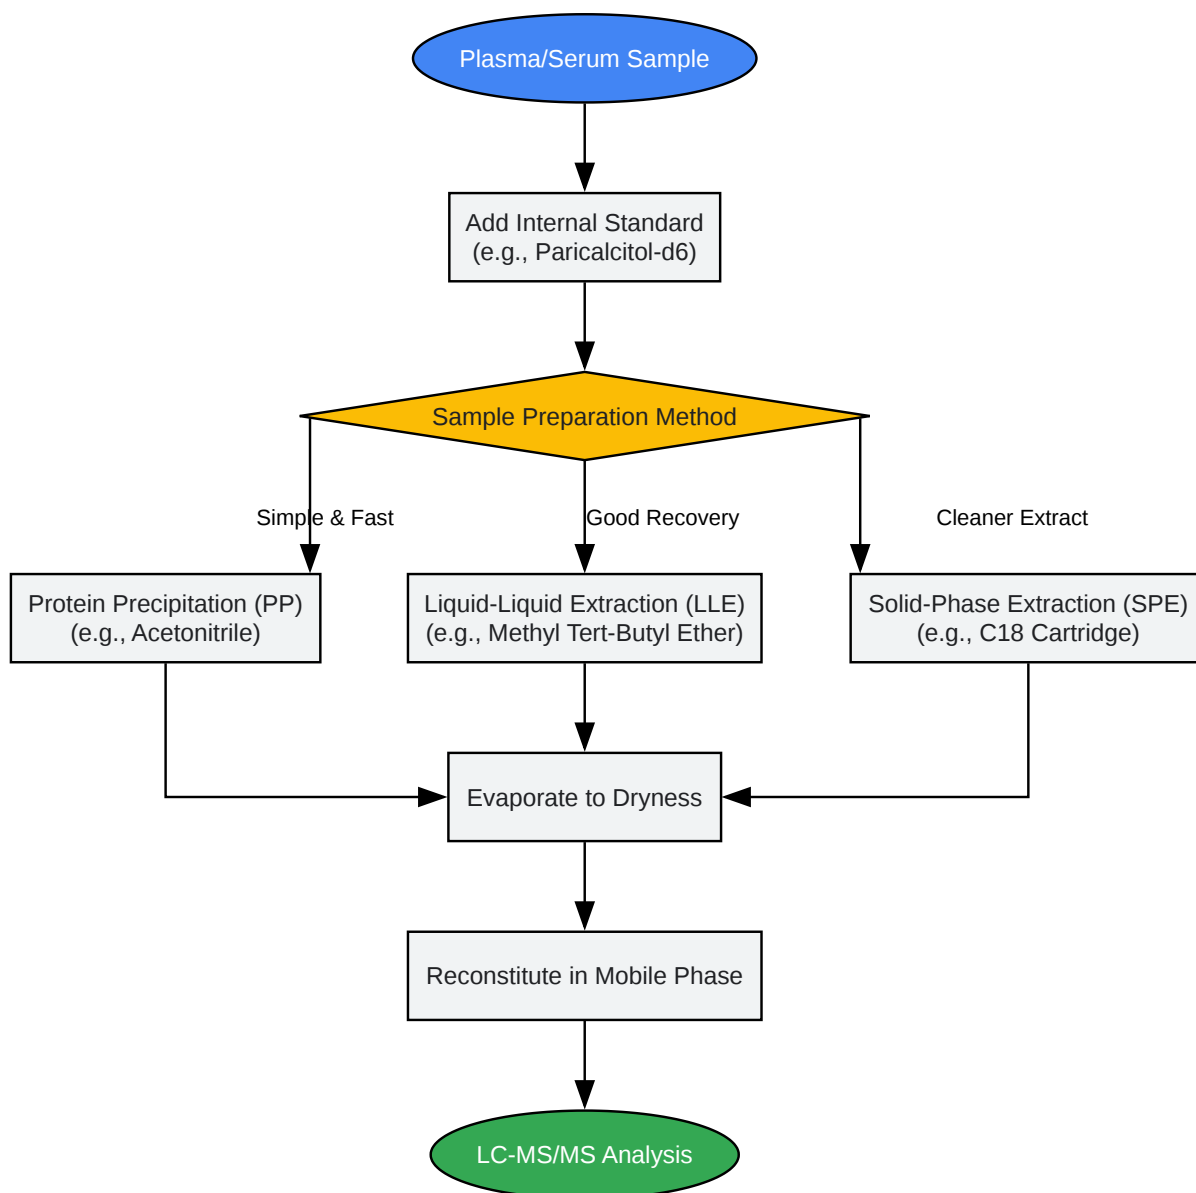 Plasma/Serum Sample
Add Internal Standard
(e.g., Paricalcitol-d6)
Sample Preparation Method
Simple & Fast
Good Recovery
Cleaner Extract
Protein Precipitation (PP)
(e.g., Acetonitrile)
Liquid-Liquid Extraction (LLE)
(e.g., Methyl Tert-Butyl Ether)
Solid-Phase Extraction (SPE)
(e.g., C18 Cartridge)
Evaporate to Dryness
Reconstitute in Mobile Phase
LC-MS/MS Analysis